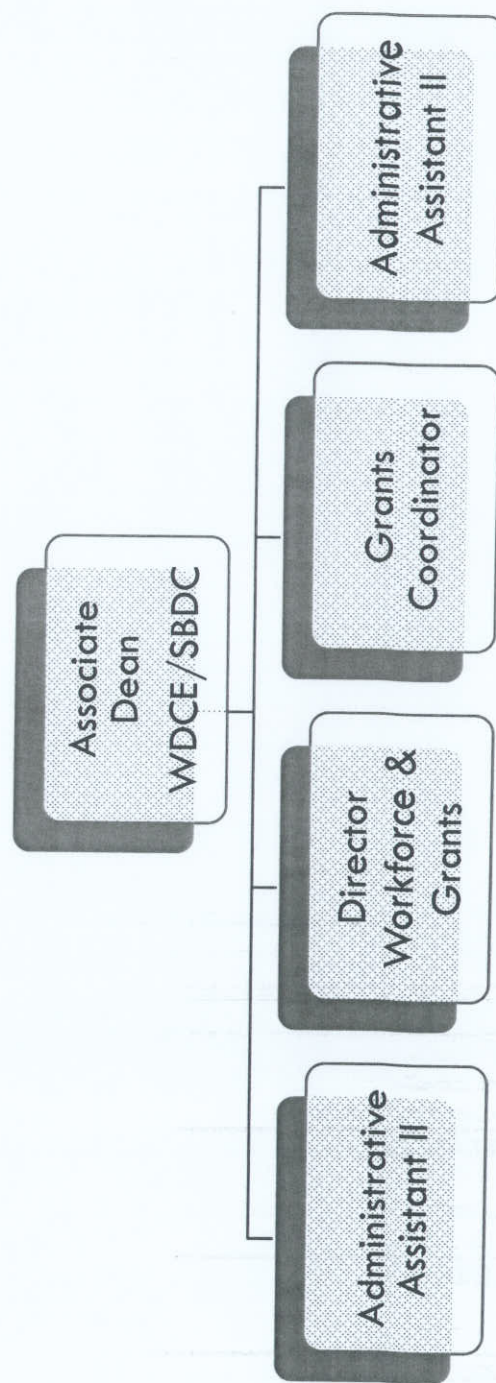 Associate
Dean
WDCE/SBDC
Administrative
Assistant II
Director
Workforce &
Grants
Grants
Coordinator
Administrative
Assistant II